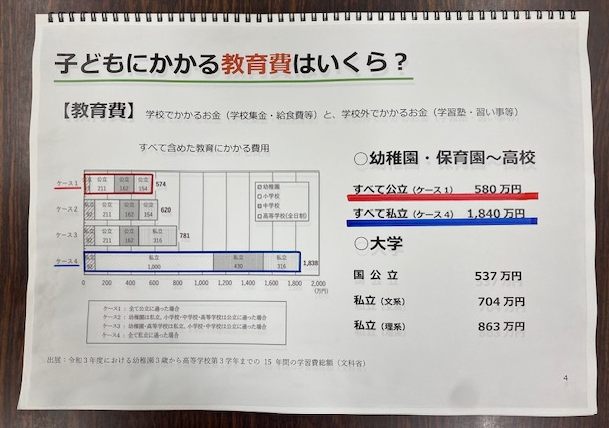 子どもにかかる教育費はいくら？
【教育費】 学校でかかるお金（学校集金・給食費等）と、学校外でかかるお金（学習塾・習い事等）
すべて含めた教育にかかる費用
ケース1 公立 公立 公立 公立
211 162 154 574
ケース2 私立 公立 公立 公立
92 211 162 154 620
ケース3 私立 公立 公立 私立
92 211 162 316 781
ケース4 私立 私立 私立 私立
92 1,000 430 316 1,838
幼稚園
小学校
中学校
高等学校(全日制)
0 200 400 600 800 1,000 1,200 1,400 1,600 1,800 2,000
(万円)
ケース1 : 全て公立に通った場合
ケース2 : 幼稚園は私立,小学校・中学校・高等学校は公立に通った場合
ケース3 : 幼稚園・高等学校は私立,小学校・中学校は公立に通った場合
ケース4 : 全て私立に通った場合
○幼稚園・保育園～高校
すべて公立（ケース1） 580 万円
すべて私立（ケース4） 1,840 万円
○大学
国公立 537 万円
私立（文系） 704 万円
私立（理系） 863 万円
出展：令和３年度における幼稚園３歳から高等学校第３学年までの 15 年間の学習費総額（文科省）
4